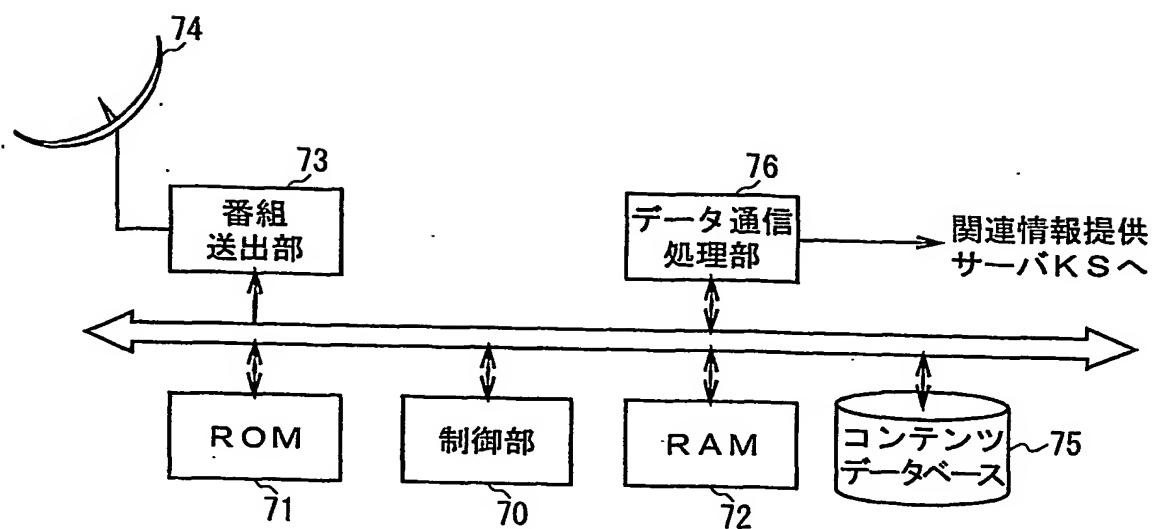 74
73
番組
送出部
76
データ通信
処理部
関連情報提供
サーバKSへ
ROM
71
制御部
70
RAM
72
コンテンツ
データベース
75